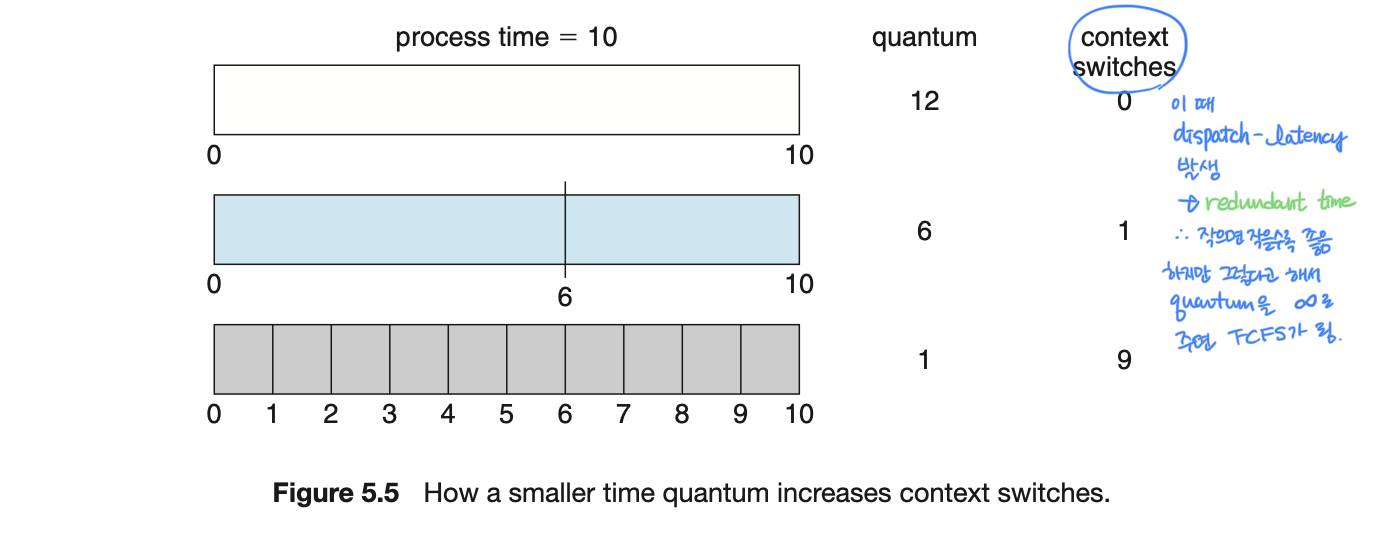 process time = 10 quantum context
switches
0 10 12 0
이 때
dispatch-latency
발생
→ redundant time
0 6 10 6 1
∴ 작으면 작을수록 좋음
하지만 그렇다고 해서
quantum을 ∞로
주면 FCFS가 됨.
0 1 2 3 4 5 6 7 8 9 10 1 9
Figure 5.5 How a smaller time quantum increases context switches.